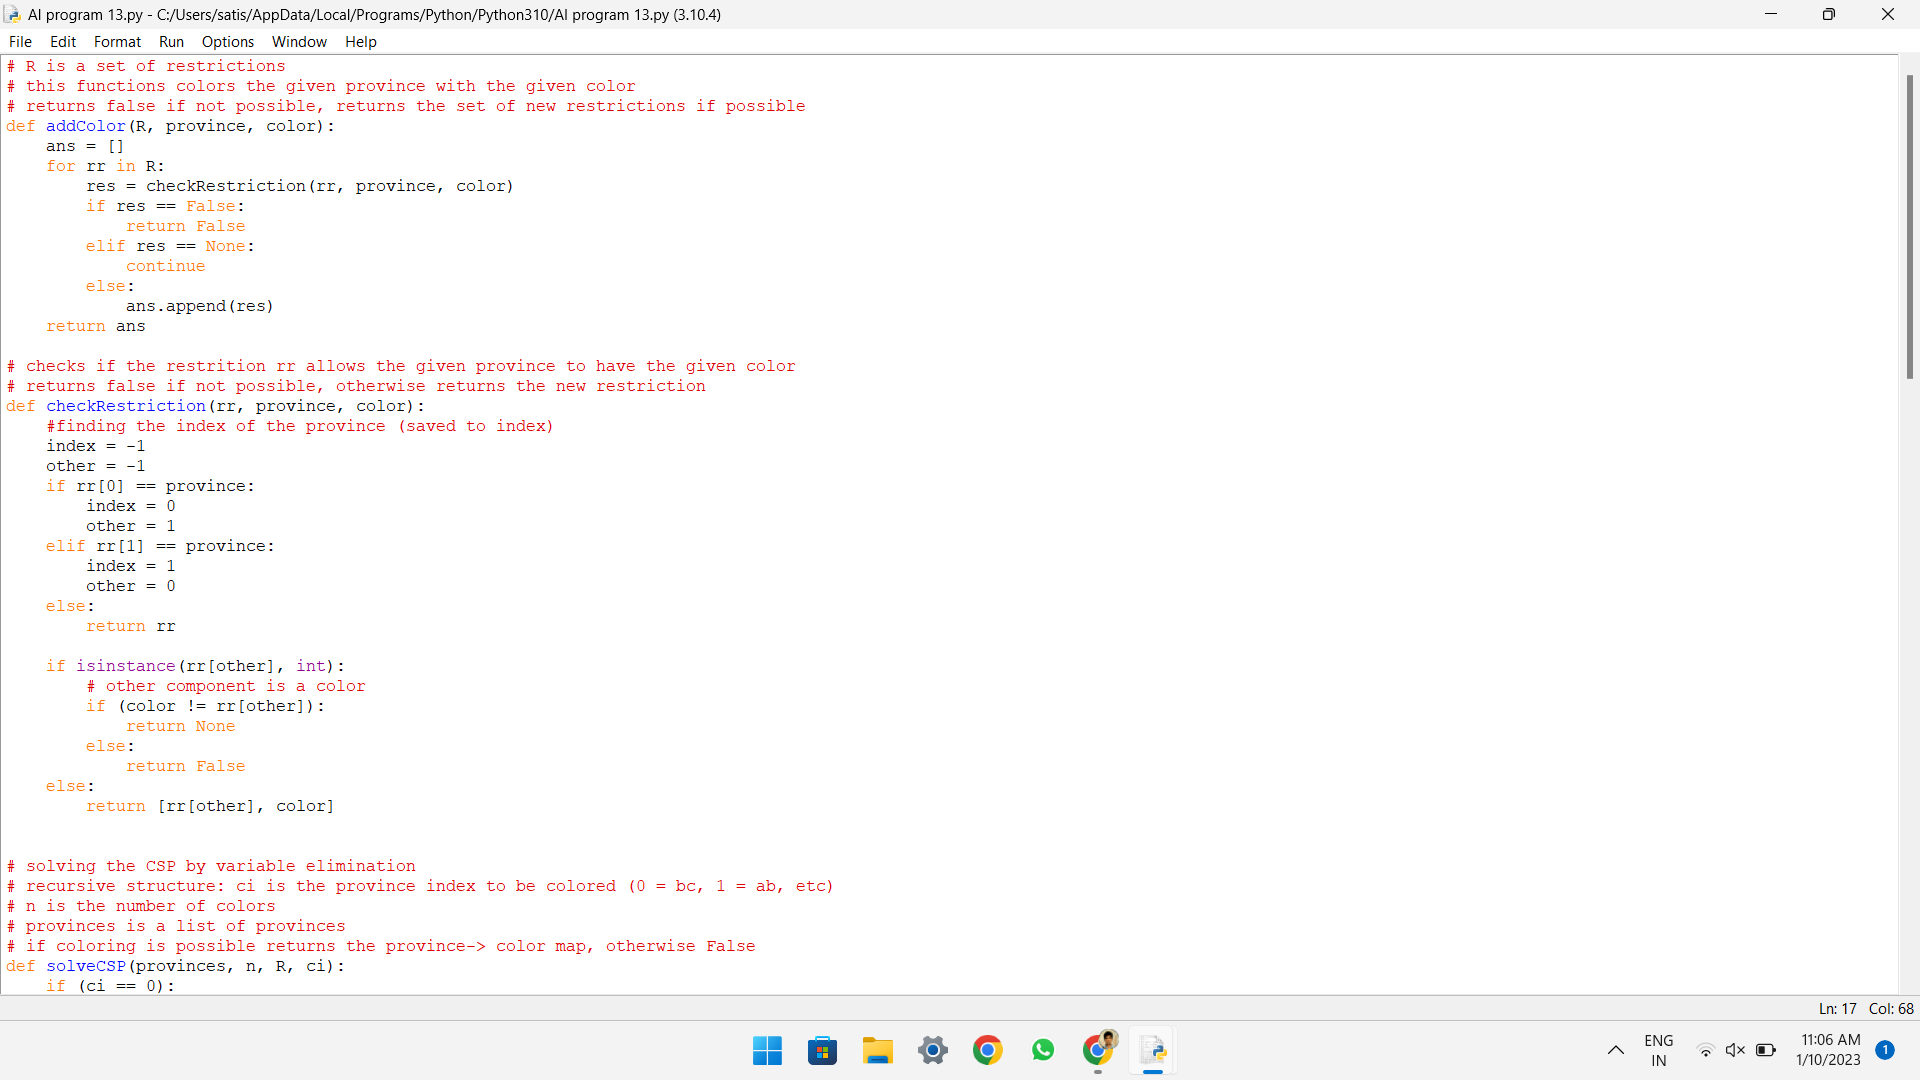 AI program 13.py - C:/Users/satis/AppData/Local/Programs/Python/Python310/AI program 13.py (3.10.4)
File Edit Format Run Options Window Help
# R is a set of restrictions
# this functions colors the given province with the given color
# returns false if not possible, returns the set of new restrictions if possible
def addColor(R, province, color):
    ans = []
    for rr in R:
        res = checkRestriction(rr, province, color)
        if res == False:
            return False
        elif res == None:
            continue
        else:
            ans.append(res)
    return ans

# checks if the restrition rr allows the given province to have the given color
# returns false if not possible, otherwise returns the new restriction
def checkRestriction(rr, province, color):
    #finding the index of the province (saved to index)
    index = -1
    other = -1
    if rr[0] == province:
        index = 0
        other = 1
    elif rr[1] == province:
        index = 1
        other = 0
    else:
        return rr

    if isinstance(rr[other], int):
        # other component is a color
        if (color != rr[other]):
            return None
        else:
            return False
    else:
        return [rr[other], color]


# solving the CSP by variable elimination
# recursive structure: ci is the province index to be colored (0 = bc, 1 = ab, etc)
# n is the number of colors
# provinces is a list of provinces
# if coloring is possible returns the province-> color map, otherwise False
def solveCSP(provinces, n, R, ci):
    if (ci == 0):
Ln: 17 Col: 68
ENG
IN
11:06 AM
1/10/2023
1